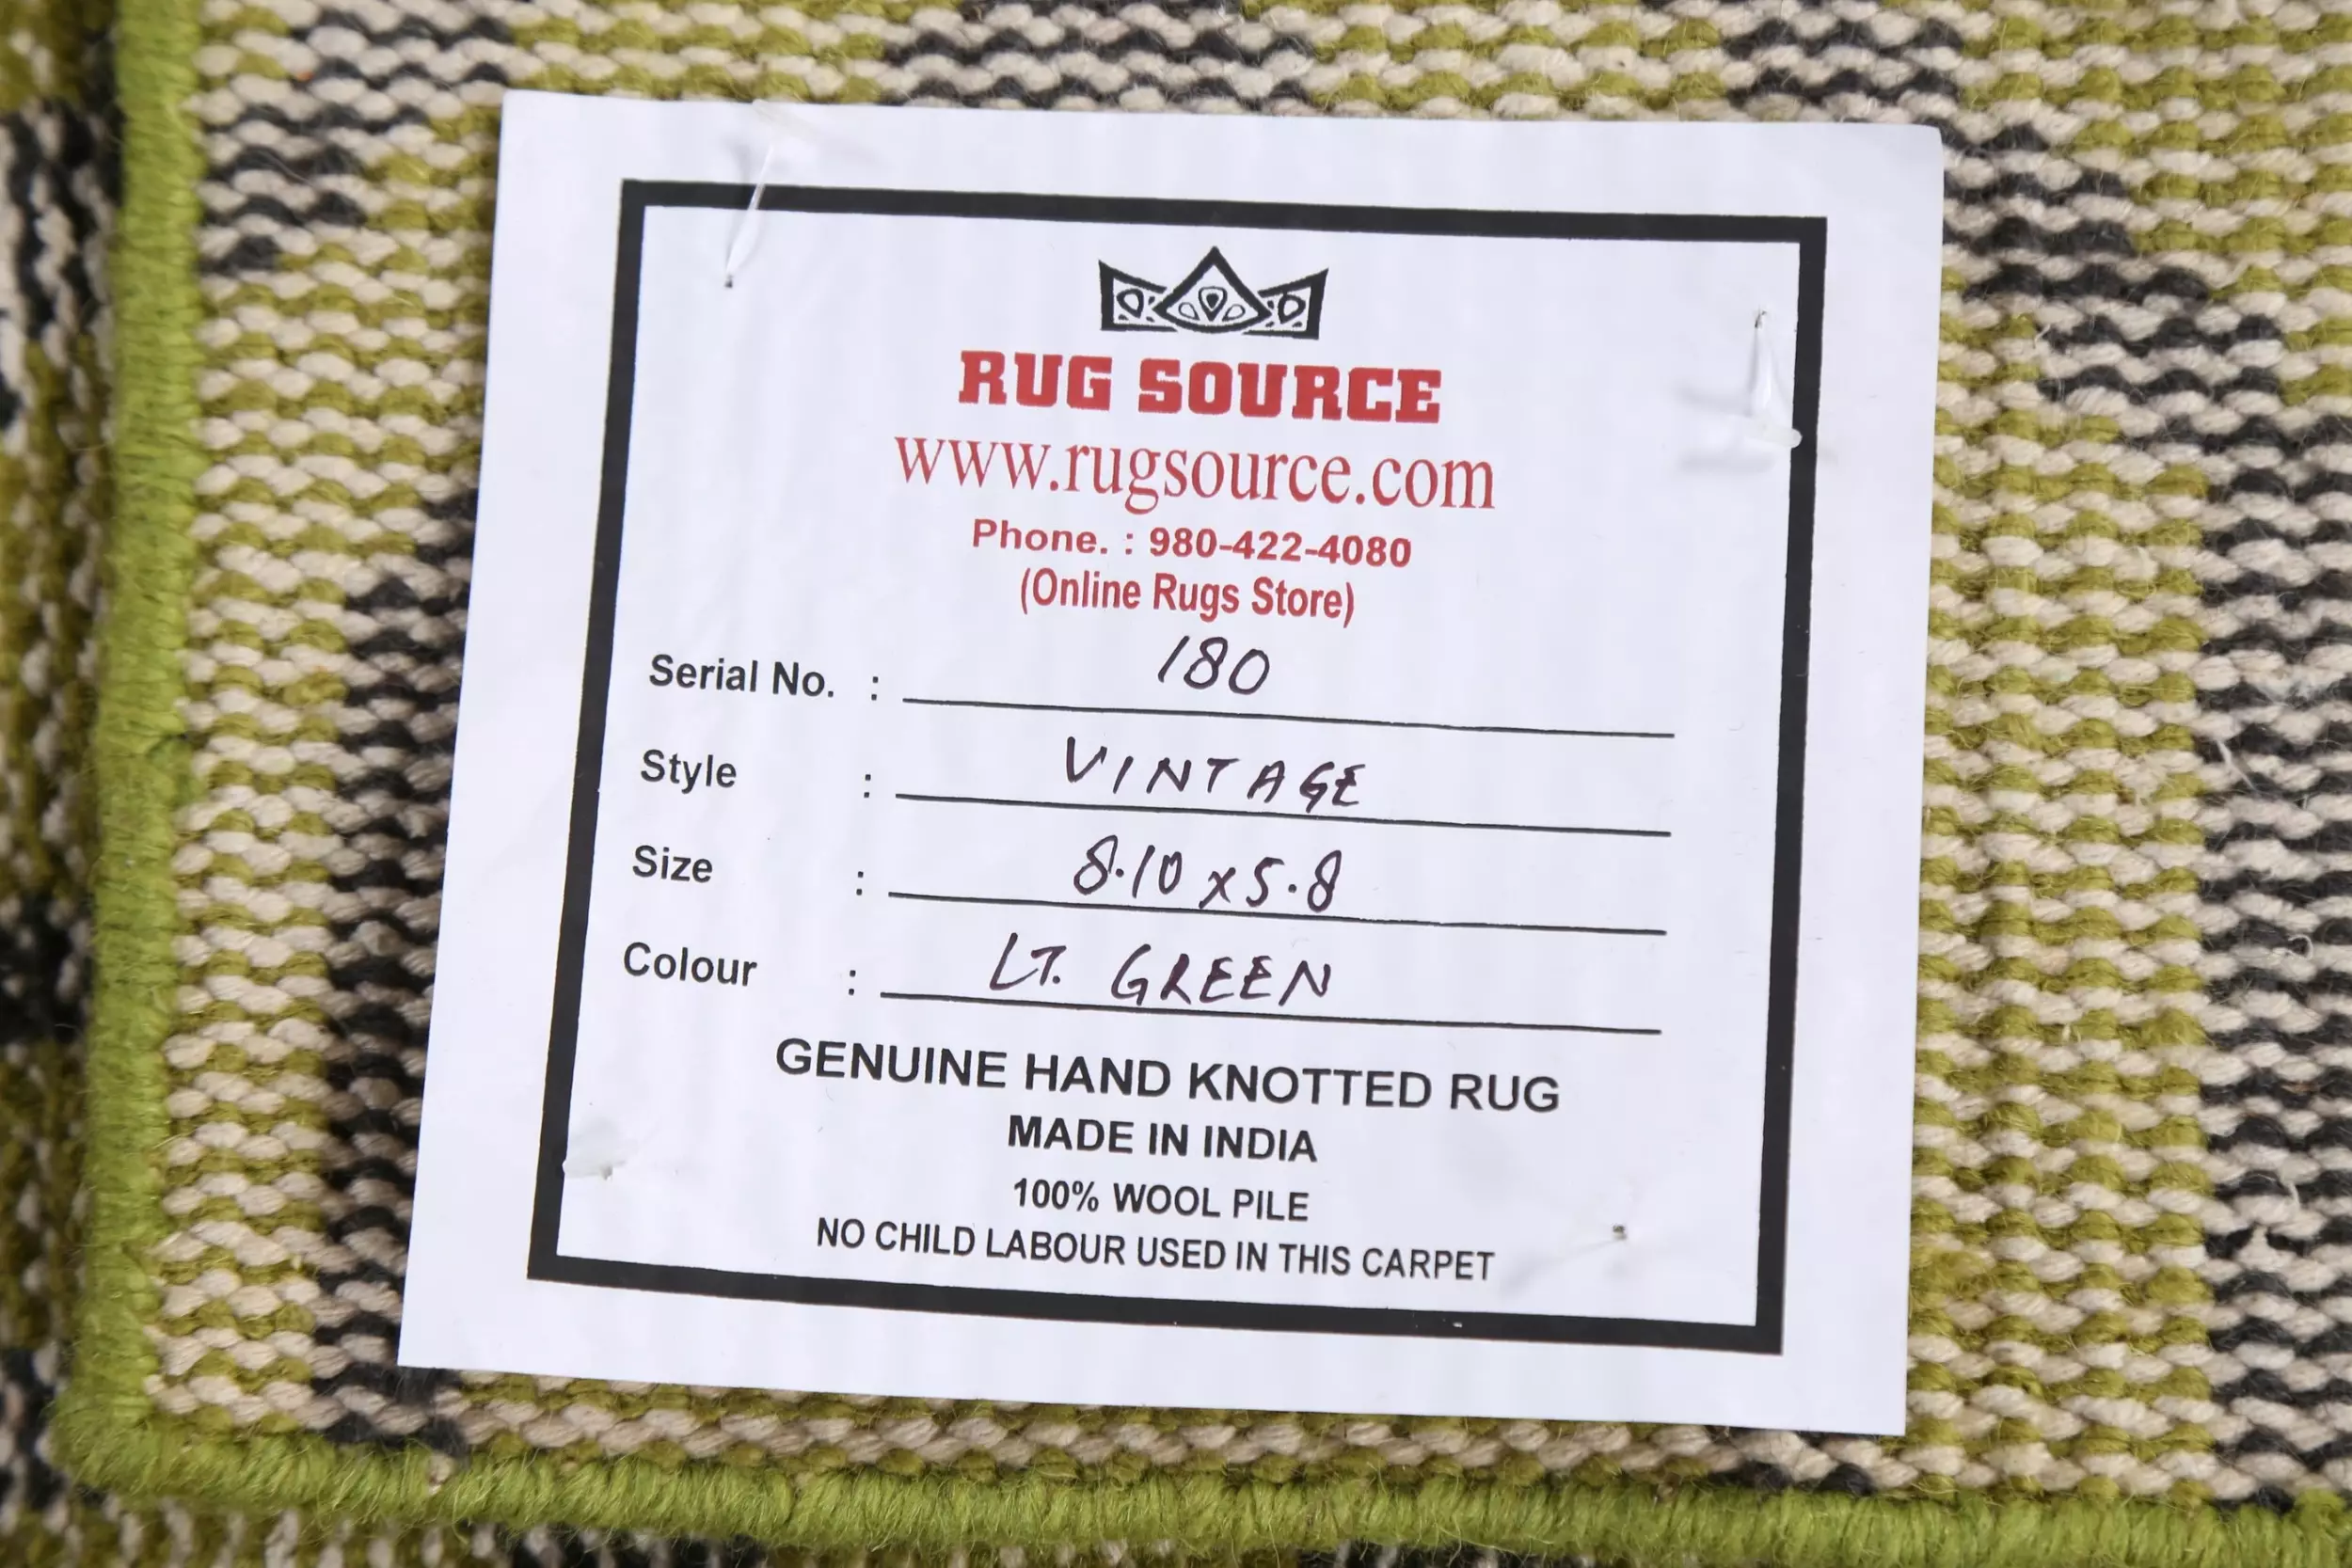 RUG SOURCE
www.rugsource.com
Phone. : 980-422-4080
(Online Rugs Store)
Serial No. : 180
Style : VINTAGE
Size : 8.10 x 5.8
Colour : LT. GREEN
GENUINE HAND KNOTTED RUG
MADE IN INDIA
100% WOOL PILE
NO CHILD LABOUR USED IN THIS CARPET